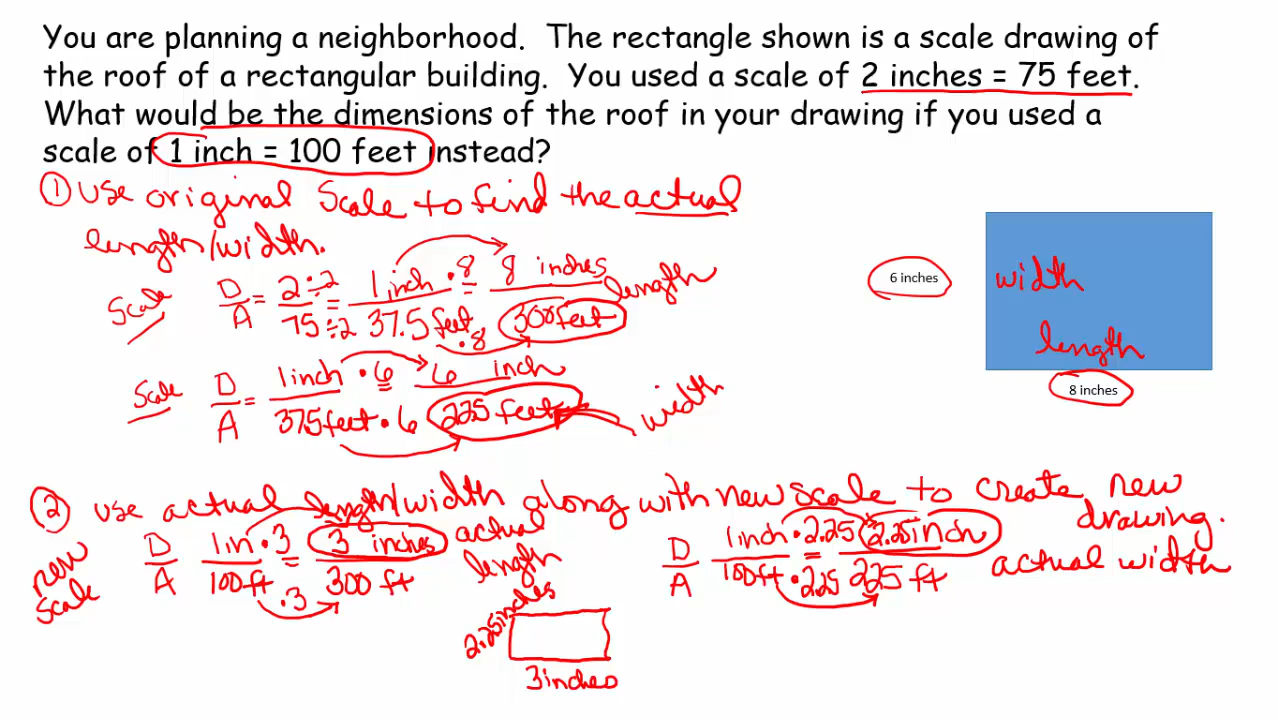 You are planning a neighborhood. The rectangle shown is a scale drawing of
the roof of a rectangular building. You used a scale of 2 inches = 75 feet.
What would be the dimensions of the roof in your drawing if you used a
scale of 1 inch = 100 feet instead?
① Use original scale to find the actual
length/width.
Scale D/A = 2÷2/75÷2 = 1 inch · 8/37.5 feet · 8 = 8 inches/300 feet length
Scale D/A = 1 inch · 6/37.5 feet · 6 = 6 inch/225 feet width
6 inches
width
length
8 inches
② use actual length/width along with new scale to create new
drawing.
new scale D/A 1 in · 3/100 ft · 3 = 3 inches/300 ft actual length
D/A 1 inch · 2.25/100 ft · 2.25 = 2.25 inch/225 ft actual width
2.25 inches
3 inches